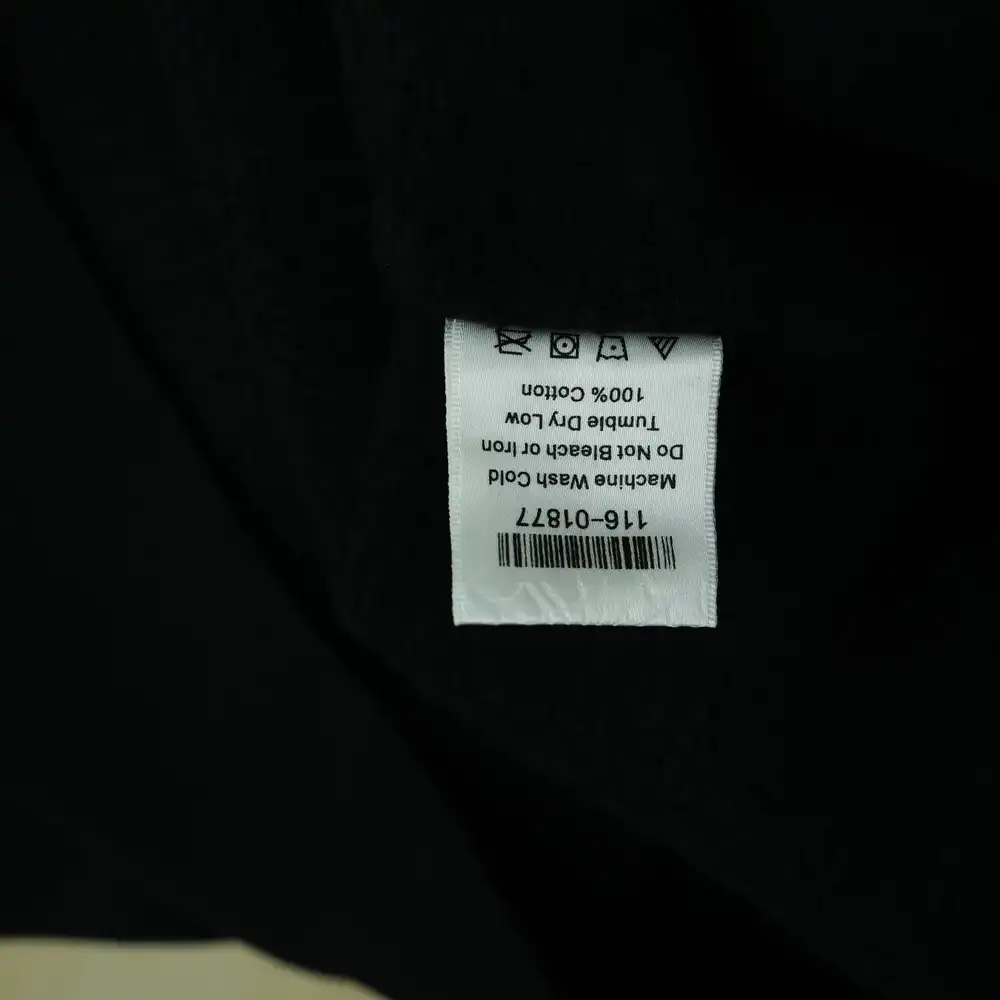 116-01877
Machine Wash Cold
Do Not Bleach or Iron
Tumble Dry Low
100% Cotton